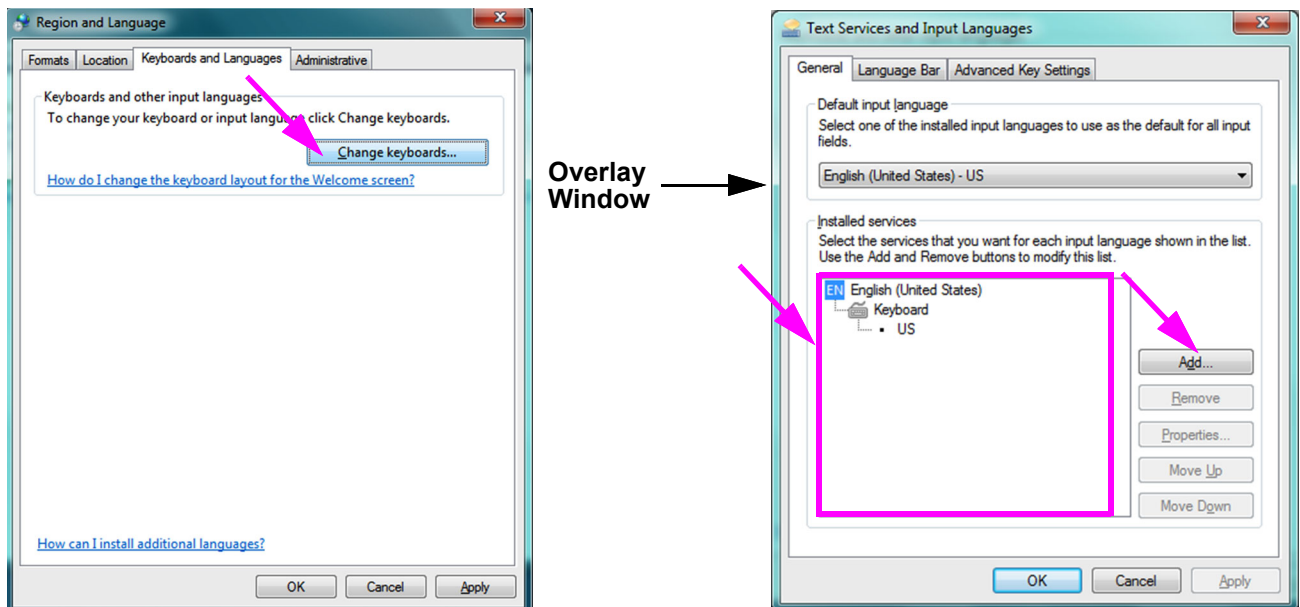 Region and Language
Formats Location Keyboards and Languages Administrative
Keyboards and other input languages
To change your keyboard or input language click Change keyboards.
Change keyboards...
How do I change the keyboard layout for the Welcome screen?
How can I install additional languages?
OK Cancel Apply
Overlay
Window
Text Services and Input Languages
General Language Bar Advanced Key Settings
Default input language
Select one of the installed input languages to use as the default for all input
fields.
English (United States) - US
Installed services
Select the services that you want for each input language shown in the list.
Use the Add and Remove buttons to modify this list.
EN English (United States)
Keyboard
US
Add...
Remove
Properties...
Move Up
Move Down
OK Cancel Apply